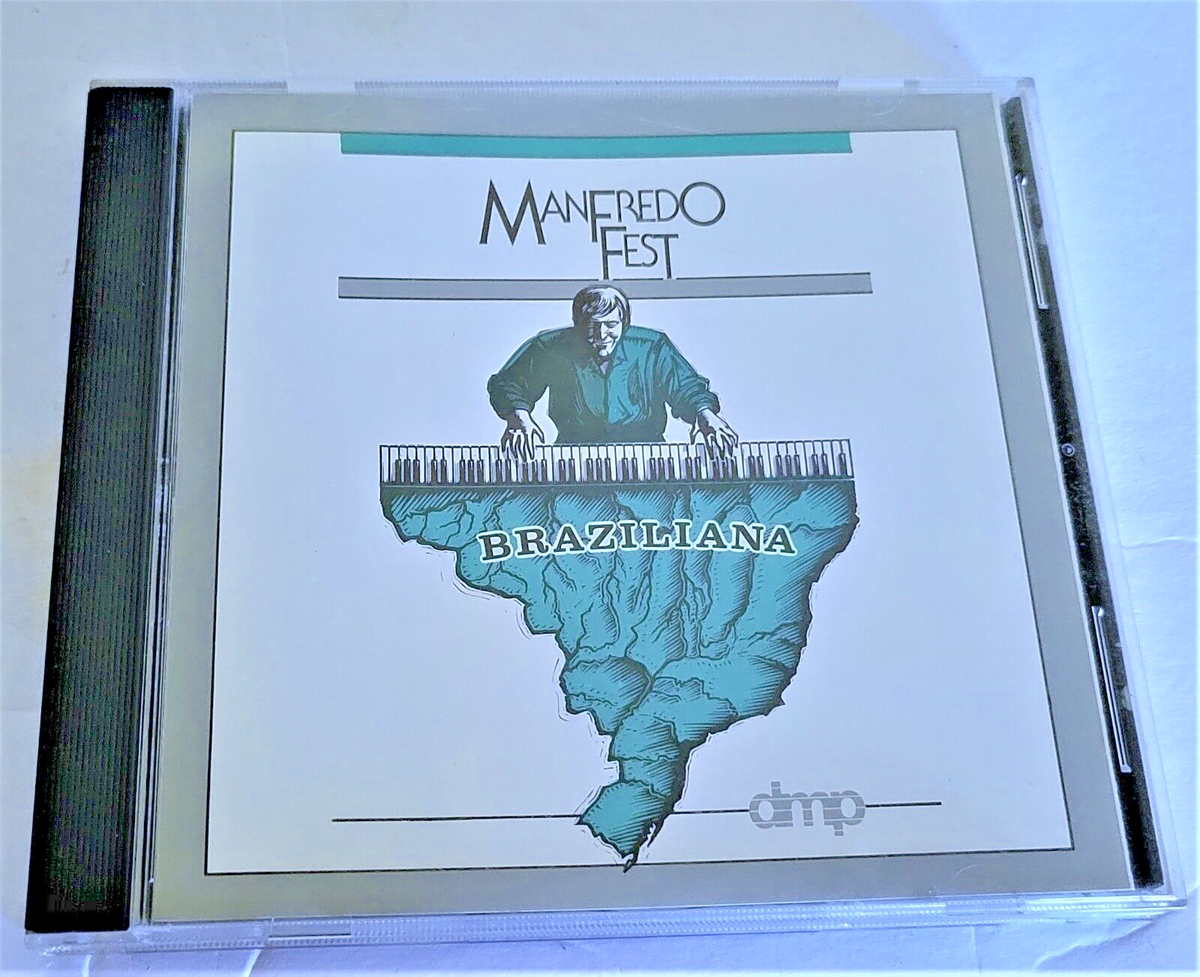 MANFREDO
FEST
BRAZILIANA
dmp